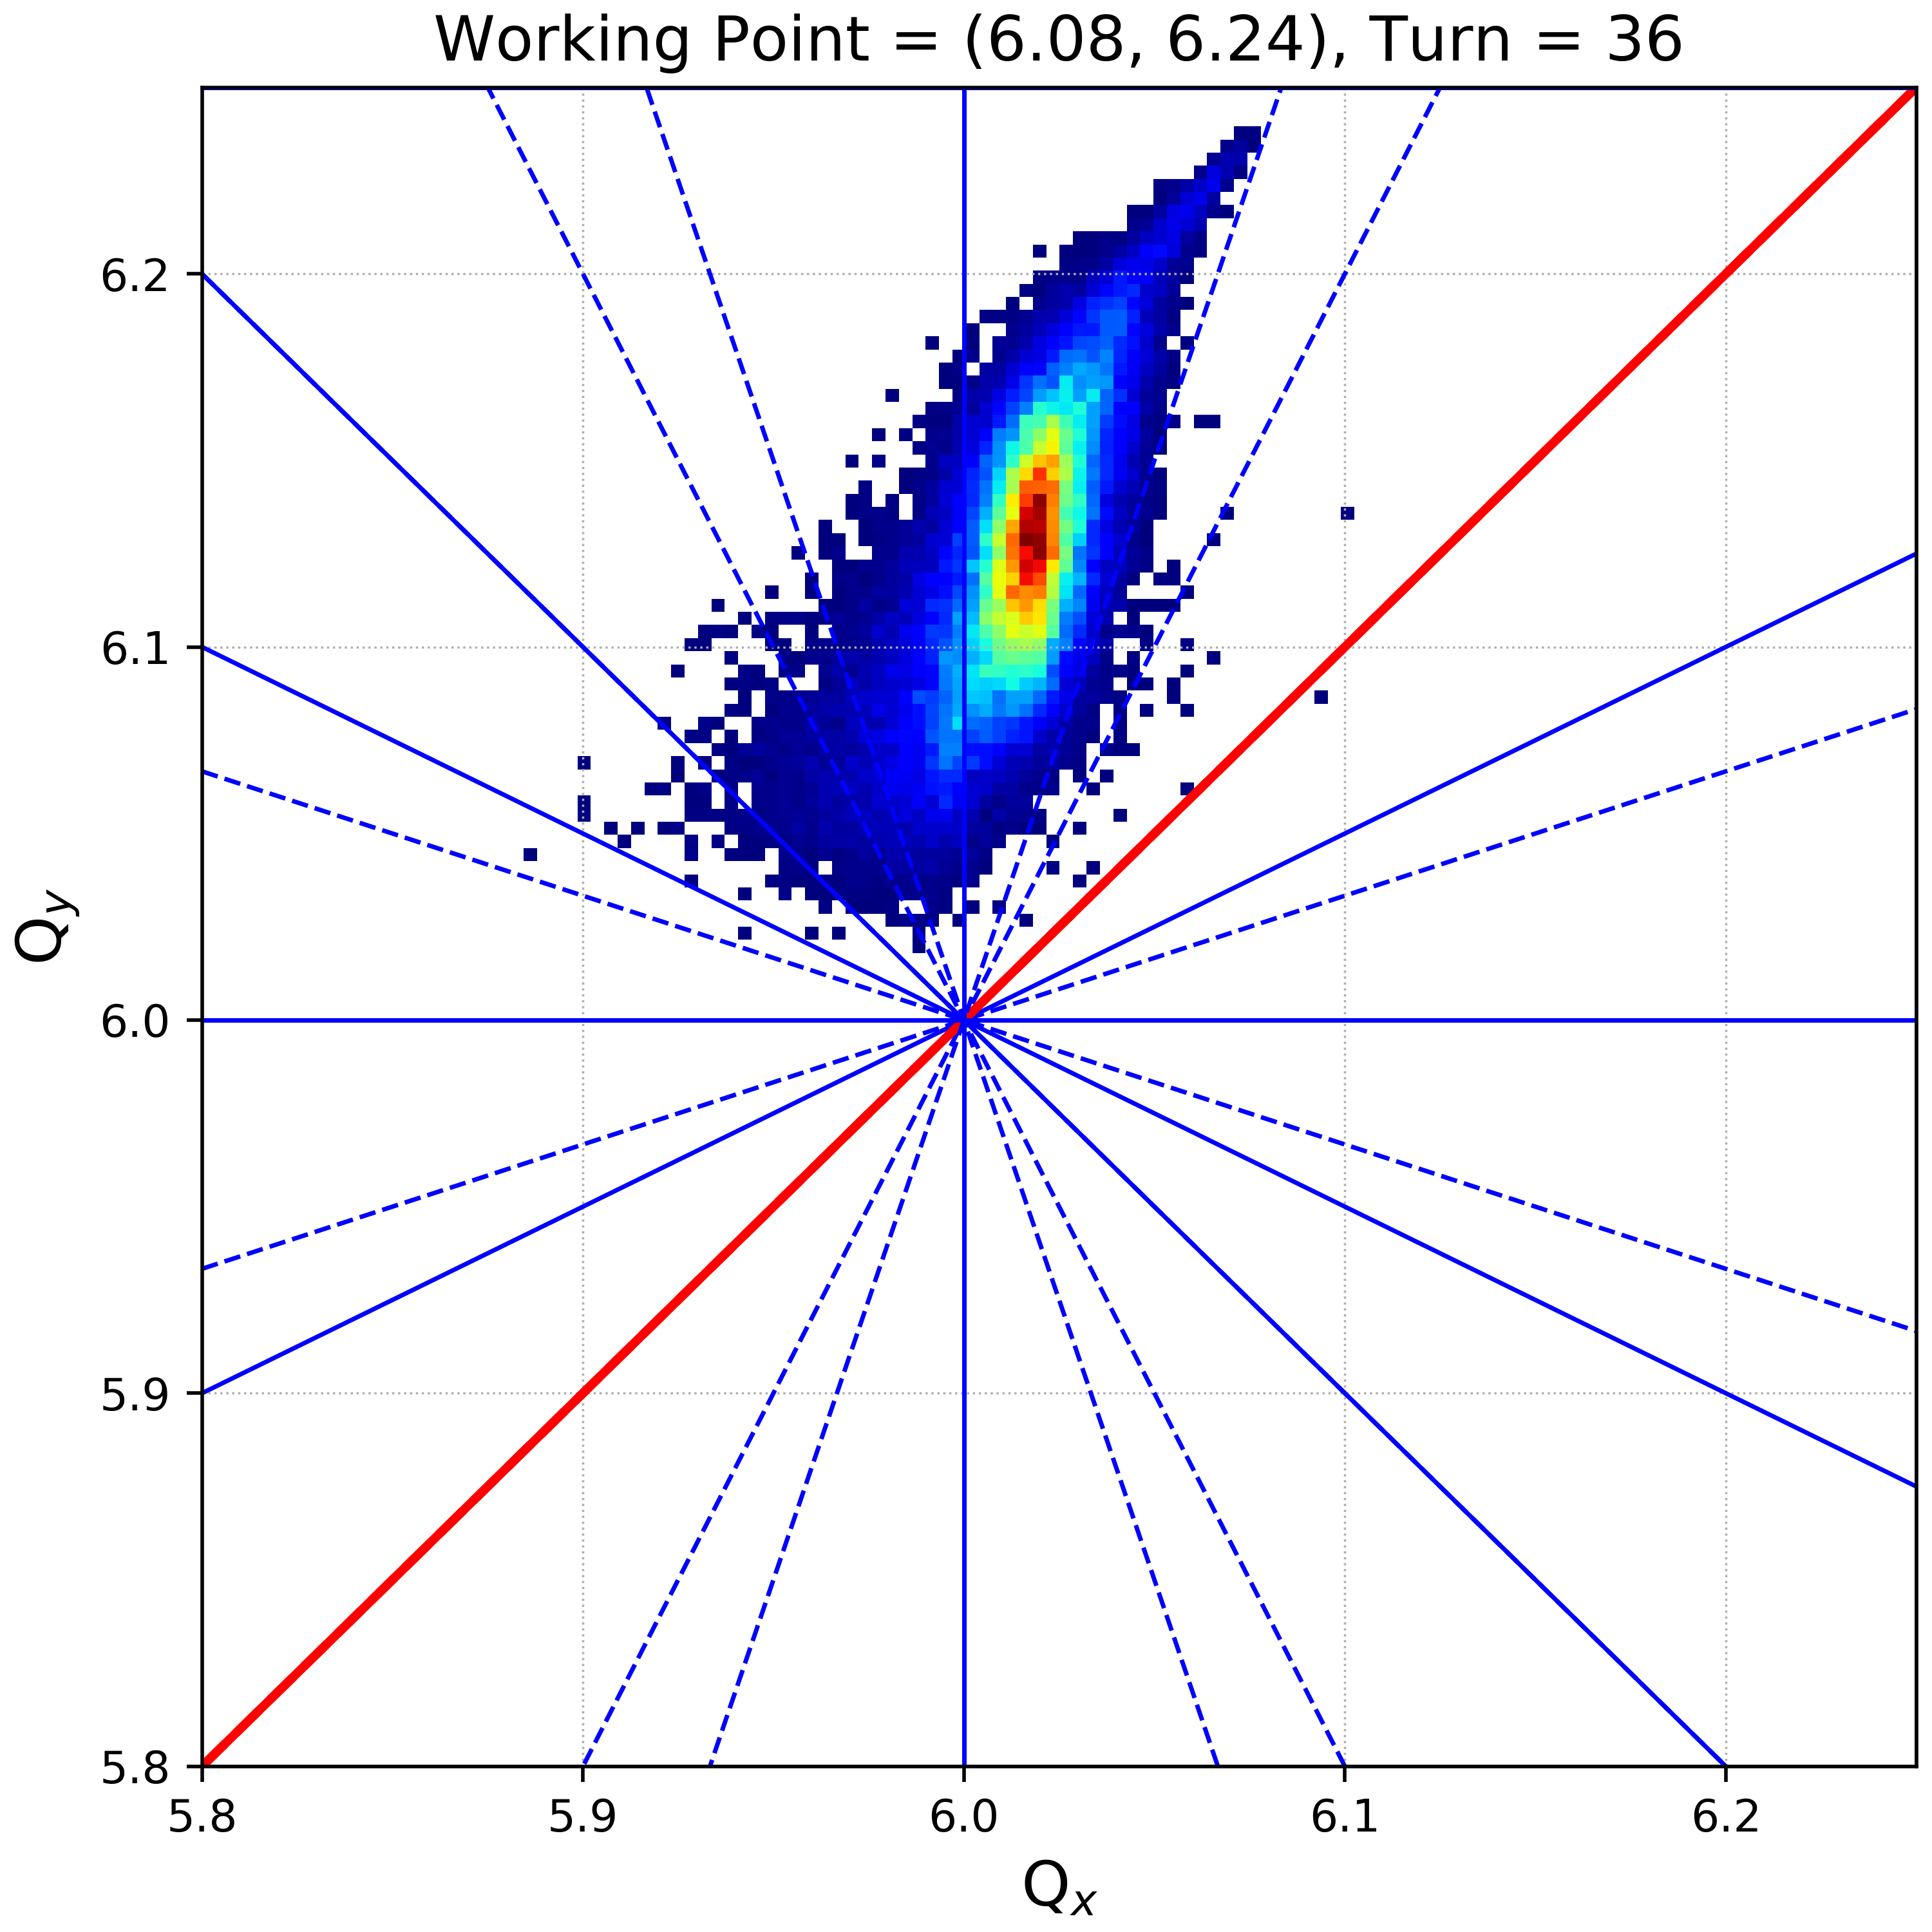 Working Point = (6.08, 6.24), Turn = 36
6.2
6.1
6.0
5.9
5.8
Qy
5.8 5.9 6.0 6.1 6.2
Qx